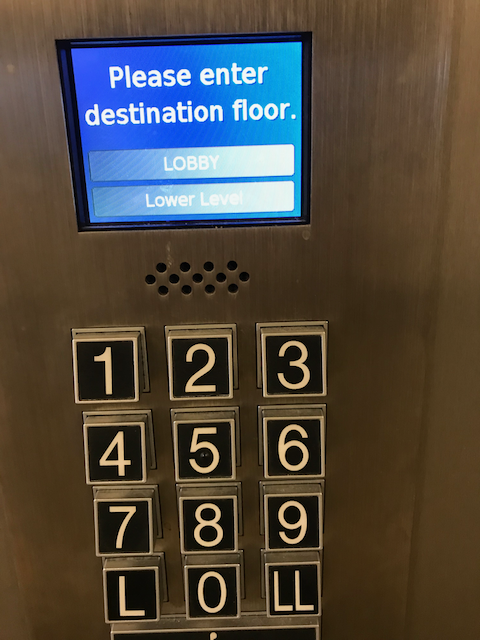 Please enter
destination floor.
LOBBY
Lower Level
1 2 3
4 5 6
7 8 9
L 0 LL